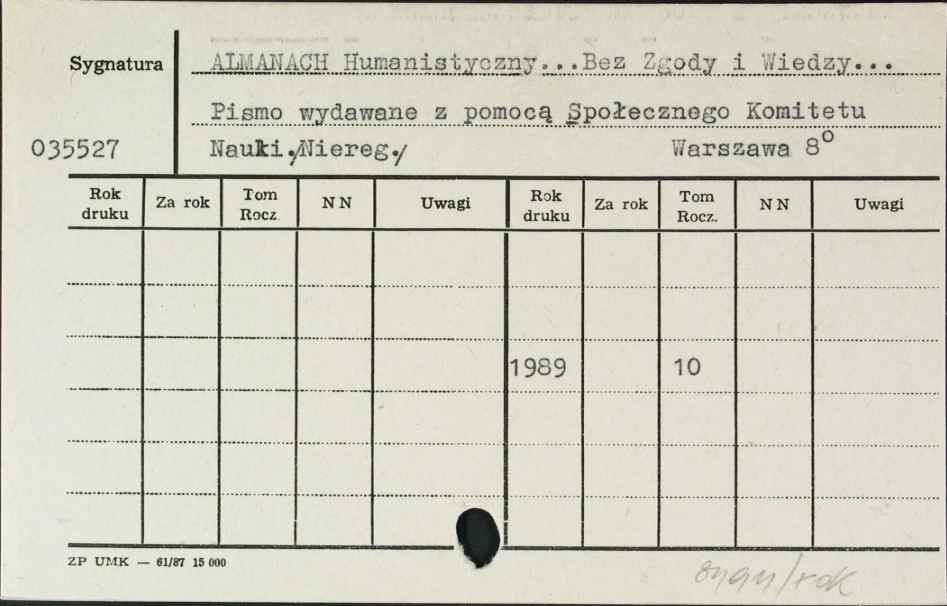 Sygnatura ALMANACH Humanistyczny...Bez Zgody i Wiedzy...
Pismo wydawane z pomocą Społecznego Komitetu
035527 Nauki./Niereg./ Warszawa 8°
Rok druku Za rok Tom Rocz. NN Uwagi Rok druku Za rok Tom Rocz. NN Uwagi
1989 10
ZP UMK — 61/87 15 000